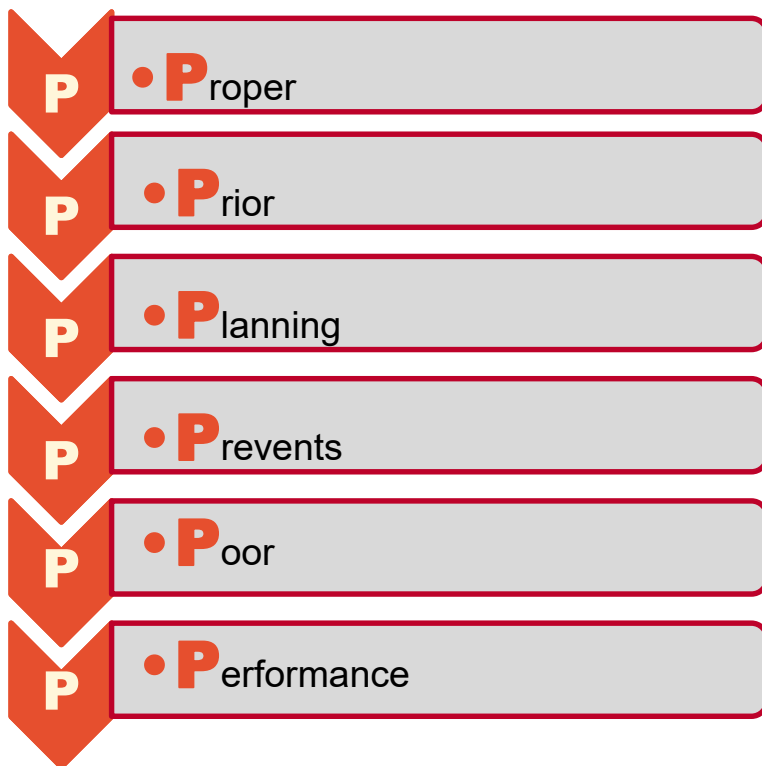 P • Proper
P • Prior
P • Planning
P • Prevents
P • Poor
P • Performance